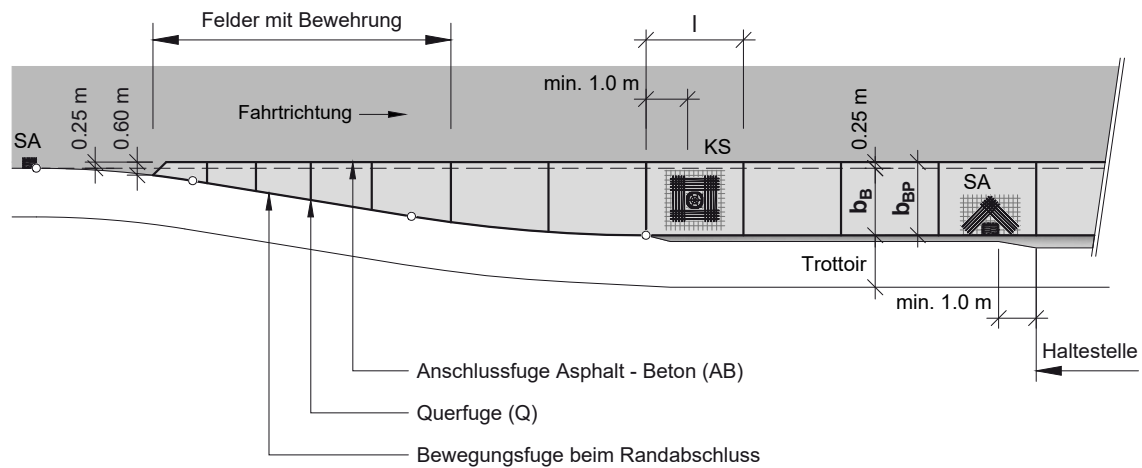 Felder mit Bewehrung
l
min. 1.0 m
0.25 m
0.60 m
Fahrtrichtung
0.25 m
SA
KS
SA
bB
bBP
Trottoir
min. 1.0 m
Haltestelle
Anschlussfuge Asphalt - Beton (AB)
Querfuge (Q)
Bewegungsfuge beim Randabschluss